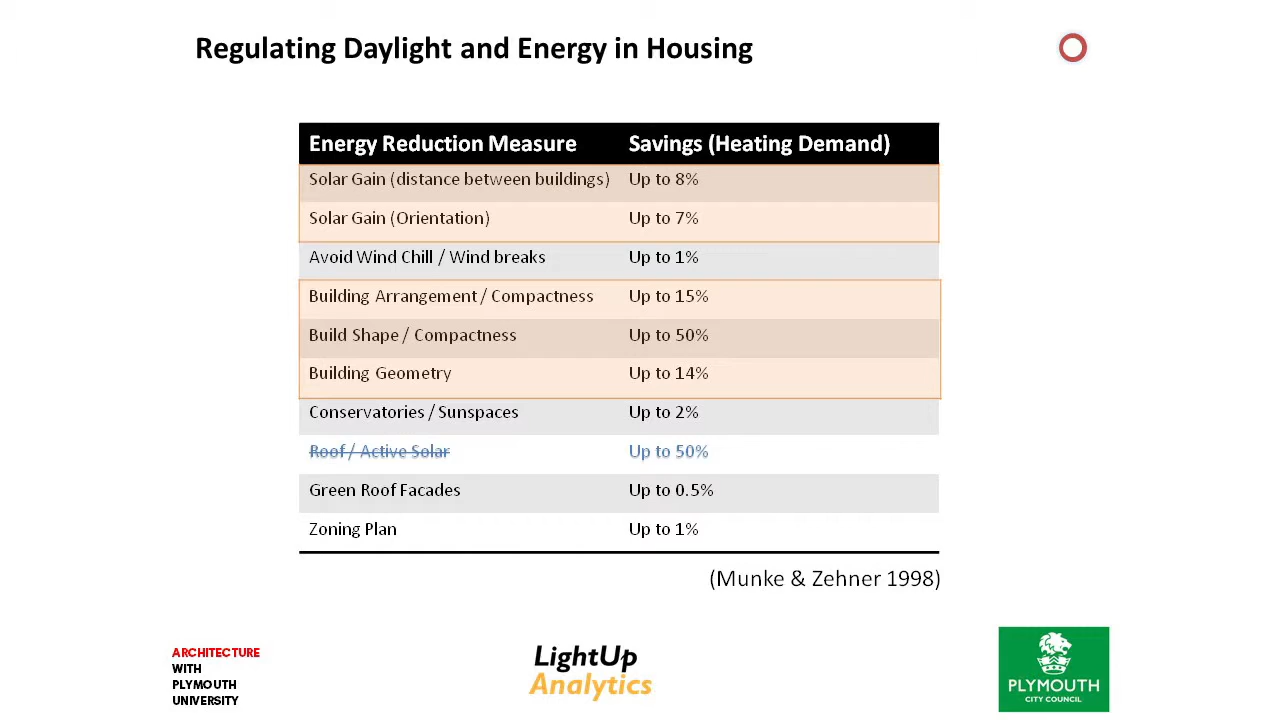 Regulating Daylight and Energy in Housing
Energy Reduction Measure Savings (Heating Demand)
Solar Gain (distance between buildings) Up to 8%
Solar Gain (Orientation) Up to 7%
Avoid Wind Chill / Wind breaks Up to 1%
Building Arrangement / Compactness Up to 15%
Build Shape / Compactness Up to 50%
Building Geometry Up to 14%
Conservatories / Sunspaces Up to 2%
Roof / Active Solar Up to 50%
Green Roof Facades Up to 0.5%
Zoning Plan Up to 1%
(Munke & Zehner 1998)
ARCHITECTURE
WITH
PLYMOUTH
UNIVERSITY
LightUp
Analytics
PLYMOUTH
CITY COUNCIL